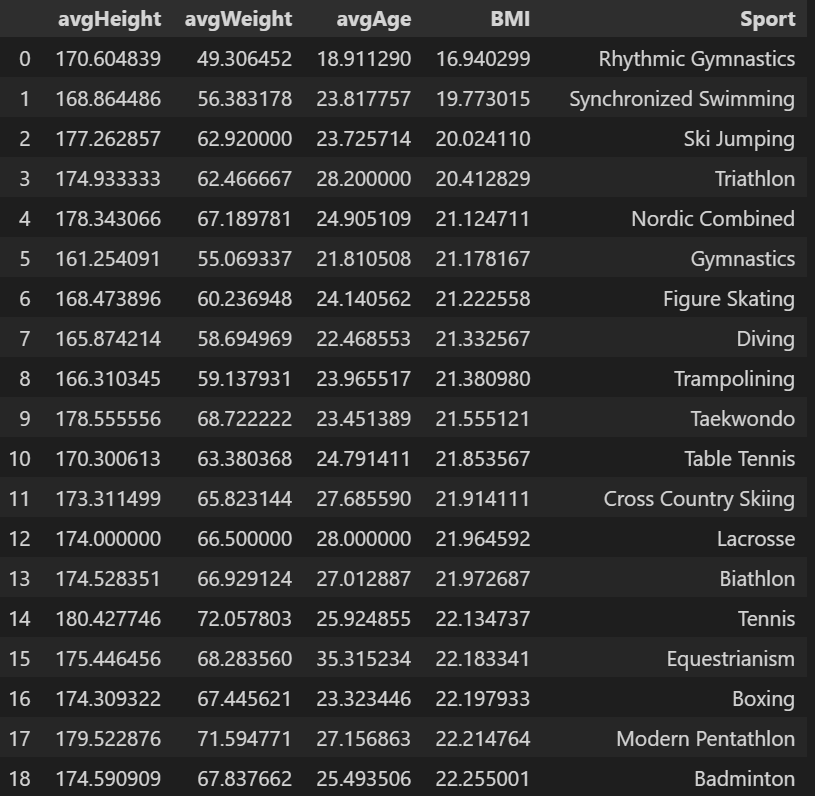 avgHeight avgWeight avgAge BMI Sport
0 170.604839 49.306452 18.911290 16.940299 Rhythmic Gymnastics
1 168.864486 56.383178 23.817757 19.773015 Synchronized Swimming
2 177.262857 62.920000 23.725714 20.024110 Ski Jumping
3 174.933333 62.466667 28.200000 20.412829 Triathlon
4 178.343066 67.189781 24.905109 21.124711 Nordic Combined
5 161.254091 55.069337 21.810508 21.178167 Gymnastics
6 168.473896 60.236948 24.140562 21.222558 Figure Skating
7 165.874214 58.694969 22.468553 21.332567 Diving
8 166.310345 59.137931 23.965517 21.380980 Trampolining
9 178.555556 68.722222 23.451389 21.555121 Taekwondo
10 170.300613 63.380368 24.791411 21.853567 Table Tennis
11 173.311499 65.823144 27.685590 21.914111 Cross Country Skiing
12 174.000000 66.500000 28.000000 21.964592 Lacrosse
13 174.528351 66.929124 27.012887 21.972687 Biathlon
14 180.427746 72.057803 25.924855 22.134737 Tennis
15 175.446456 68.283560 35.315234 22.183341 Equestrianism
16 174.309322 67.445621 23.323446 22.197933 Boxing
17 179.522876 71.594771 27.156863 22.214764 Modern Pentathlon
18 174.590909 67.837662 25.493506 22.255001 Badminton